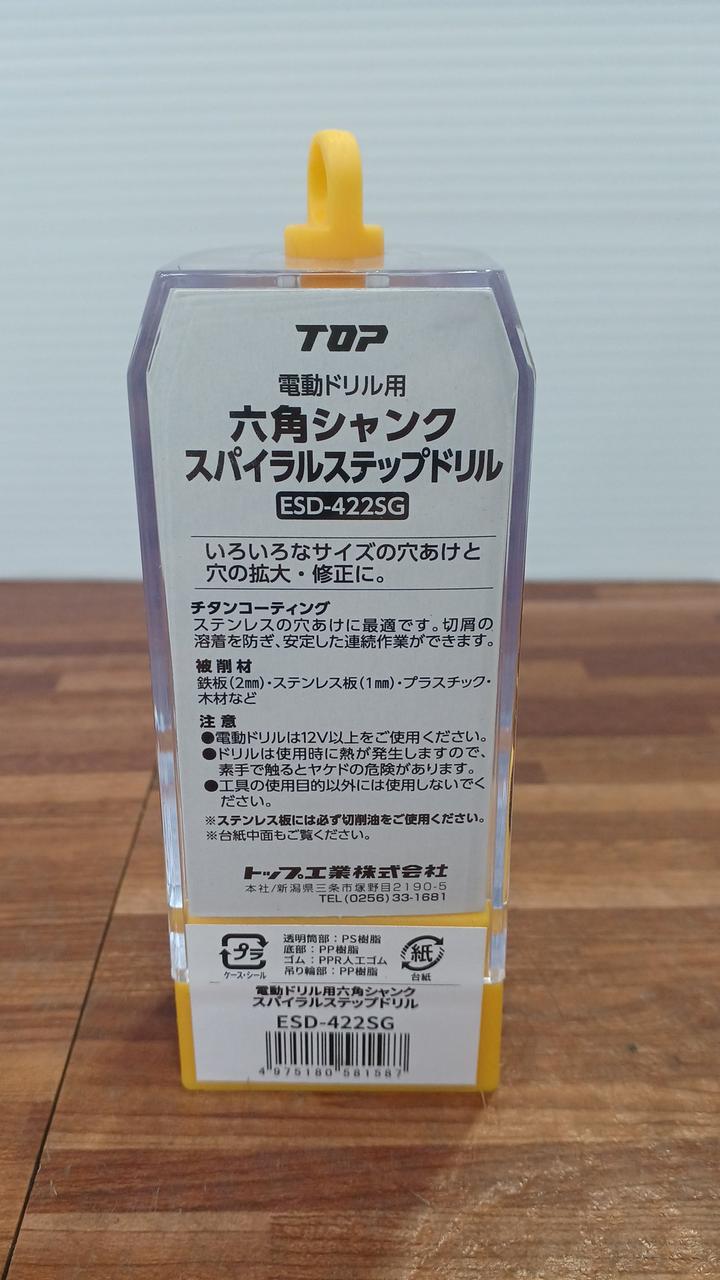 TOP
電動ドリル用
六角シャンク
スパイラルステップドリル
ESD-422SG
いろいろなサイズの穴あけと
穴の拡大・修正に。
チタンコーティング
ステンレスの穴あけに最適です。切屑の
溶着を防ぎ、安定した連続作業ができます。
被削材
鉄板(2㎜)・ステンレス板(1㎜)・プラスチック・
木材など
注意
●電動ドリルは12V以上をご使用ください。
●ドリルは使用時に熱が発生しますので、
素手で触るとヤケドの危険があります。
●工具の使用目的以外には使用しないでく
ださい。
※ステンレス板には必ず切削油をご使用ください。
※台紙中面もご覧ください。
トップ工業株式会社
本社/新潟県三条市塚野目2190-5
TEL(0256)33-1681
プラ
ケース・シール
透明筒部:PS樹脂
底部:PP樹脂
ゴム:PPR人工ゴム
吊り輪部:PP樹脂
紙
台紙
電動ドリル用六角シャンク
スパイラルステップドリル
ESD-422SG
4975180581587